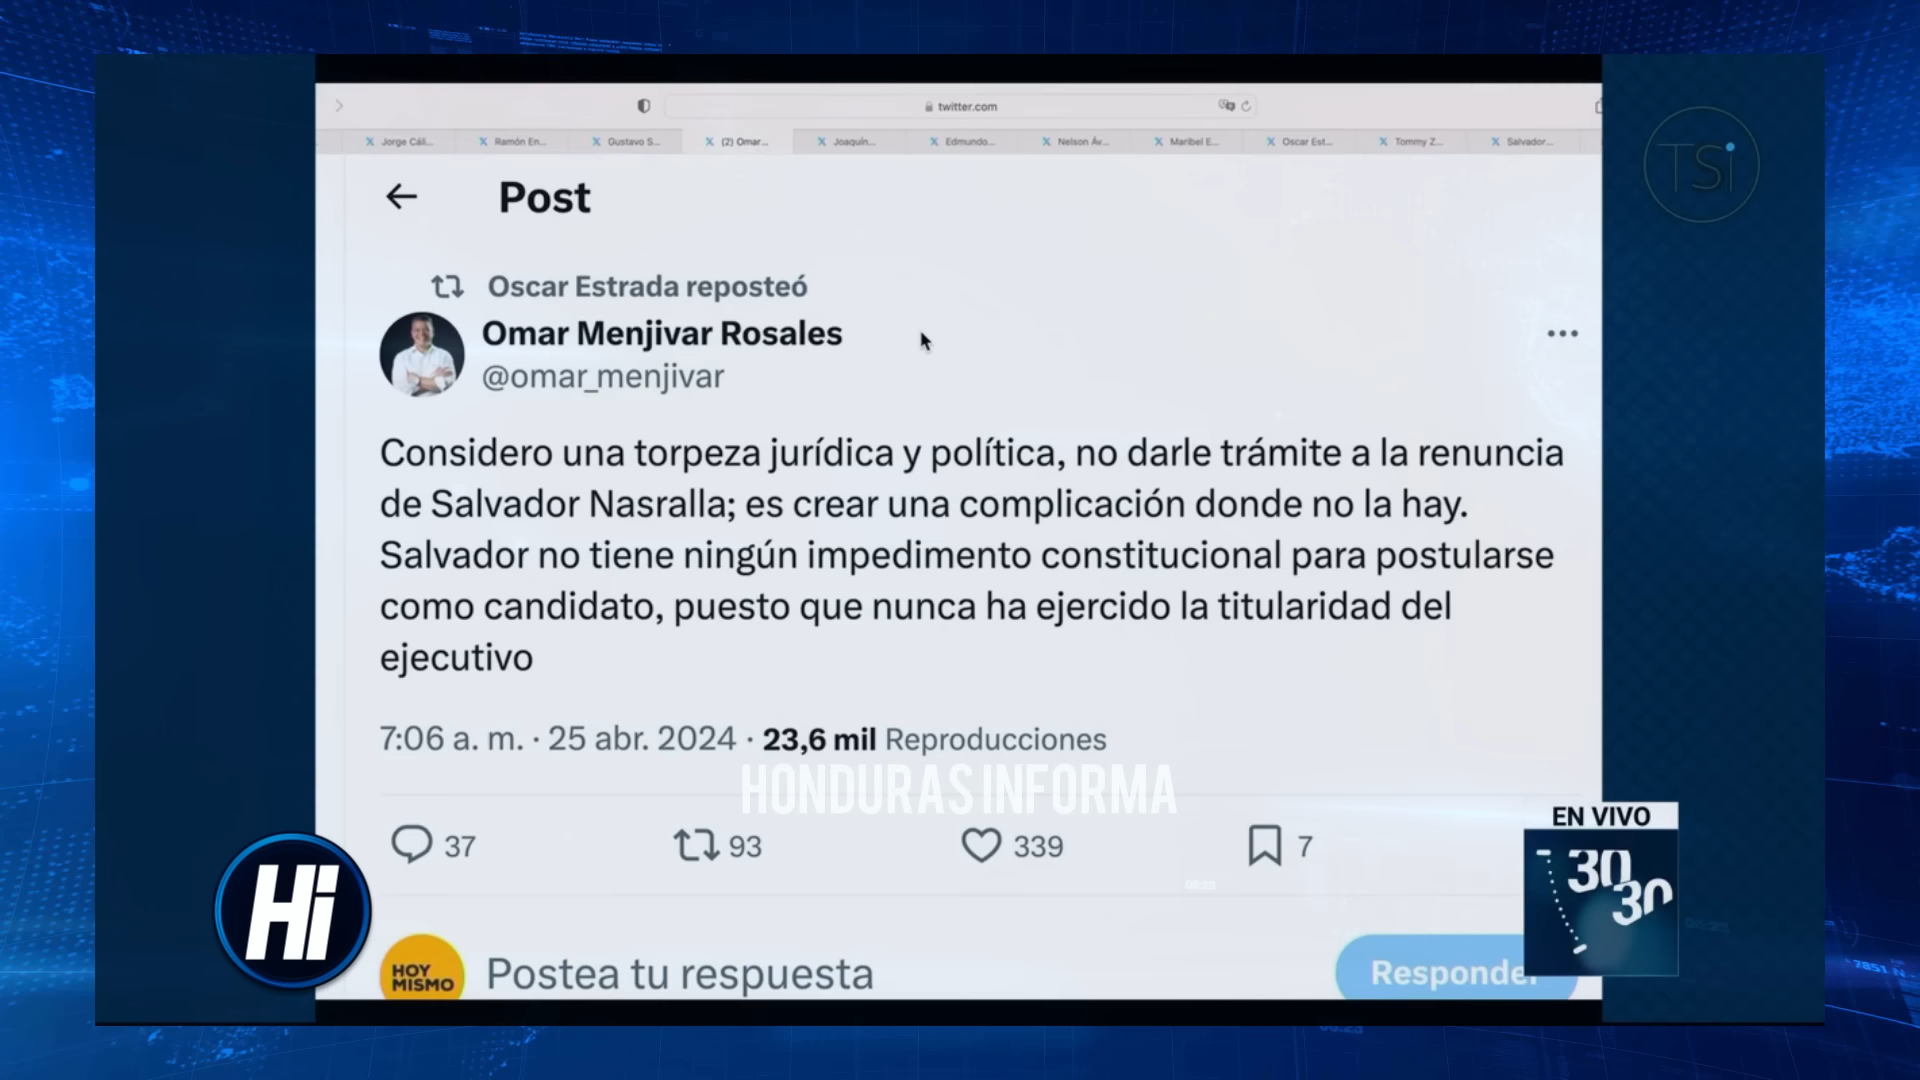 twitter.com
Jorge Cáli...
Ramón En...
Gustavo S...
(2) Omar...
Joaquín...
Edmundo...
Nelson Áv...
Maribel E...
Oscar Est...
Tommy Z...
Salvador...
TSi
Post
Oscar Estrada reposteó
Omar Menjivar Rosales
@omar_menjivar
Considero una torpeza jurídica y política, no darle trámite a la renuncia
de Salvador Nasralla; es crear una complicación donde no la hay.
Salvador no tiene ningún impedimento constitucional para postularse
como candidato, puesto que nunca ha ejercido la titularidad del
ejecutivo
7:06 a. m. · 25 abr. 2024 · 23,6 mil Reproducciones
HONDURAS INFORMA
37 93 339 7
EN VIVO
30
30
Hi
HOY
MISMO
Postea tu respuesta
Responder